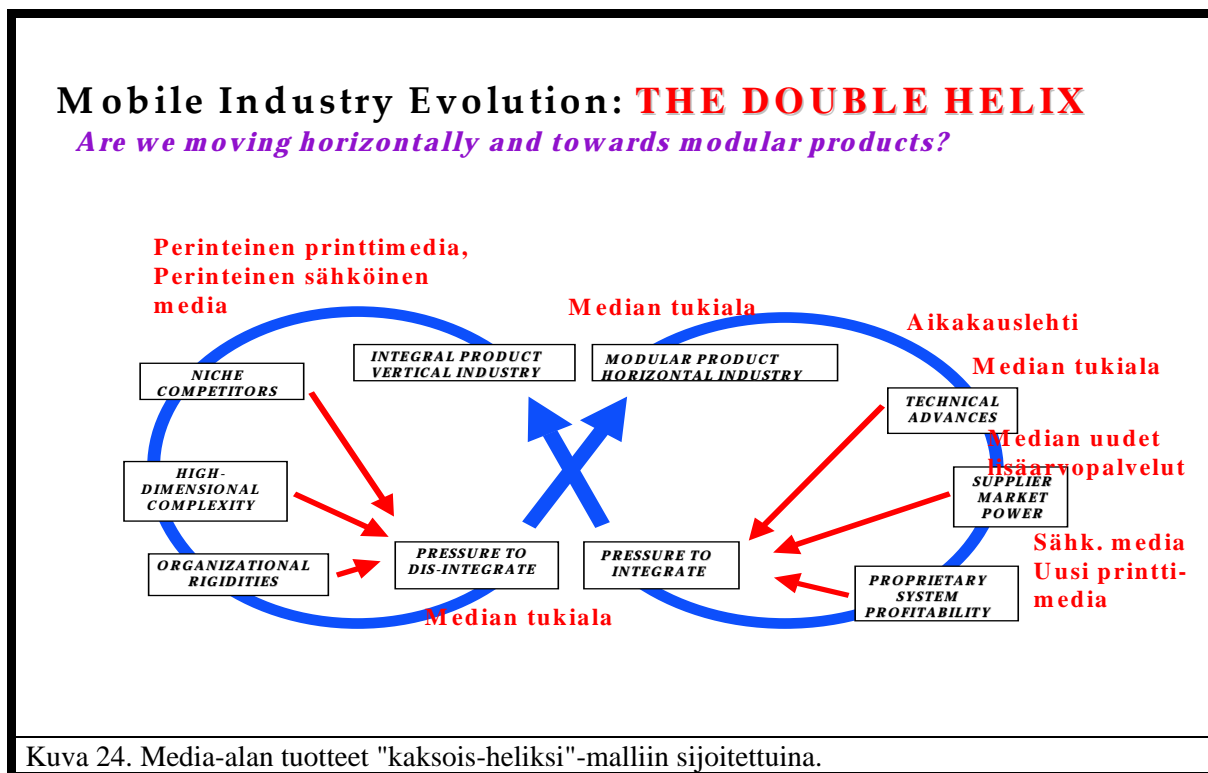 Mobile Industry Evolution: THE DOUBLE HELIX
Are we moving horizontally and towards modular products?
Perinteinen printtimedia,
Perinteinen sähköinen
media
Median tukiala
Aikakauslehti
INTEGRAL PRODUCT
VERTICAL INDUSTRY
MODULAR PRODUCT
HORIZONTAL INDUSTRY
Median tukiala
NICHE
COMPETITORS
TECHNICAL
ADVANCES
Median uudet
lisäarvopalvelut
HIGH-
DIMENSIONAL
COMPLEXITY
SUPPLIER
MARKET
POWER
ORGANIZATIONAL
RIGIDITIES
PRESSURE TO
DIS-INTEGRATE
PRESSURE TO
INTEGRATE
Sähk. media
Uusi printti-
media
PROPRIETARY
SYSTEM
PROFITABILITY
Median tukiala
Kuva 24. Media-alan tuotteet "kaksois-heliksi"-malliin sijoitettuina.